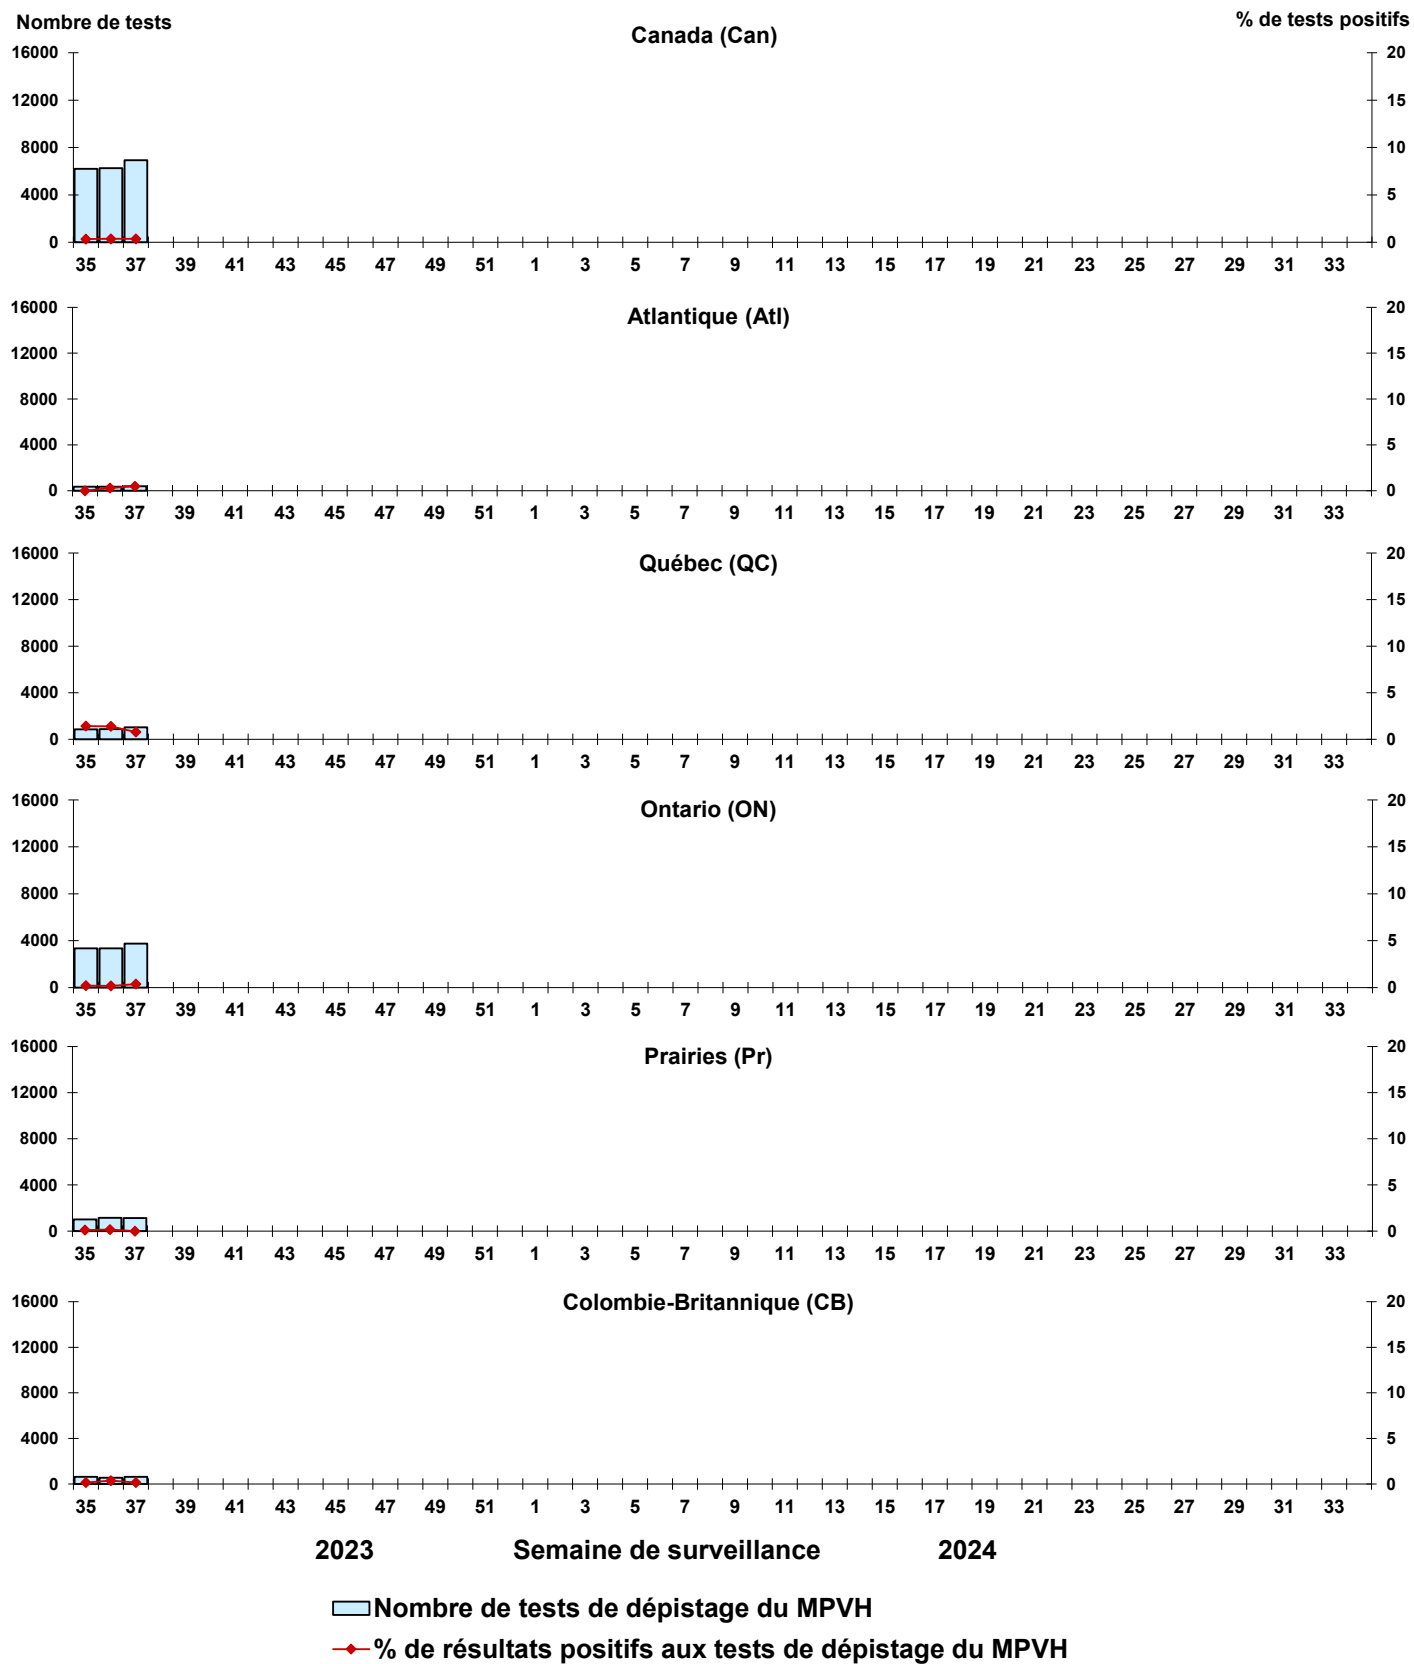 Nombre de tests
% de tests positifs
Canada (Can)
16000 20
12000 15
8000 10
4000 5
0 0
35 37 39 41 43 45 47 49 51 1 3 5 7 9 11 13 15 17 19 21 23 25 27 29 31 33
Atlantique (Atl)
16000 20
12000 15
8000 10
4000 5
0 0
35 37 39 41 43 45 47 49 51 1 3 5 7 9 11 13 15 17 19 21 23 25 27 29 31 33
Québec (QC)
16000 20
12000 15
8000 10
4000 5
0 0
35 37 39 41 43 45 47 49 51 1 3 5 7 9 11 13 15 17 19 21 23 25 27 29 31 33
Ontario (ON)
16000 20
12000 15
8000 10
4000 5
0 0
35 37 39 41 43 45 47 49 51 1 3 5 7 9 11 13 15 17 19 21 23 25 27 29 31 33
Prairies (Pr)
16000 20
12000 15
8000 10
4000 5
0 0
35 37 39 41 43 45 47 49 51 1 3 5 7 9 11 13 15 17 19 21 23 25 27 29 31 33
Colombie-Britannique (CB)
16000 20
12000 15
8000 10
4000 5
0 0
35 37 39 41 43 45 47 49 51 1 3 5 7 9 11 13 15 17 19 21 23 25 27 29 31 33
2023 Semaine de surveillance 2024
Nombre de tests de dépistage du MPVH
% de résultats positifs aux tests de dépistage du MPVH